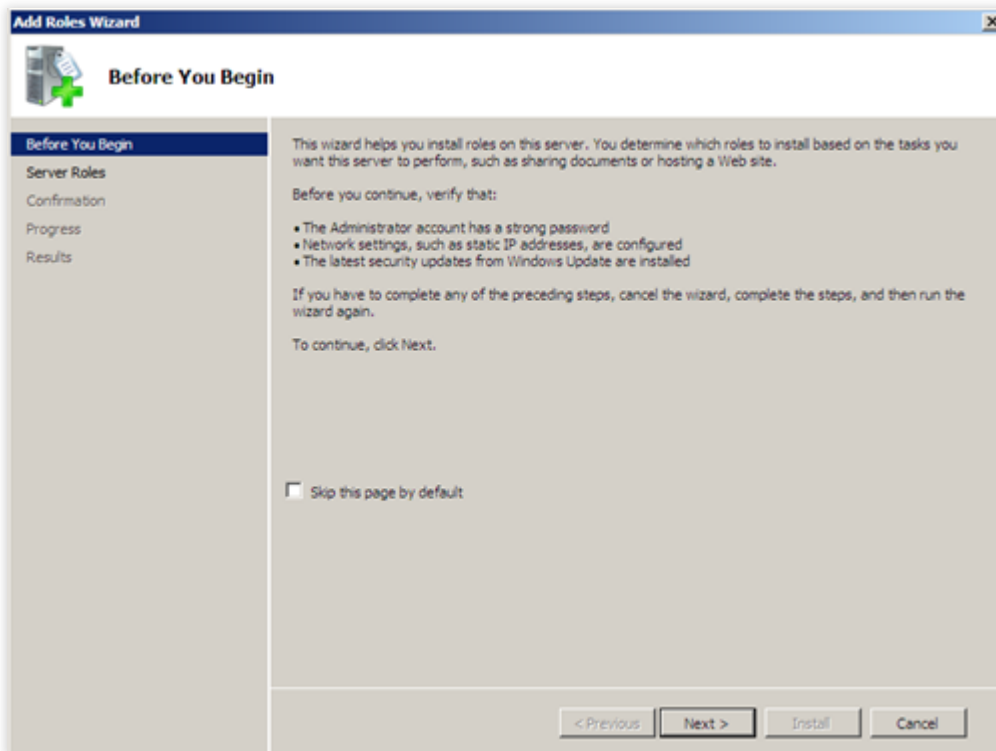 Add Roles Wizard
Before You Begin
Before You Begin
Server Roles
Confirmation
Progress
Results
This wizard helps you install roles on this server. You determine which roles to install based on the tasks you
want this server to perform, such as sharing documents or hosting a Web site.
Before you continue, verify that:
• The Administrator account has a strong password
• Network settings, such as static IP addresses, are configured
• The latest security updates from Windows Update are installed
If you have to complete any of the preceding steps, cancel the wizard, complete the steps, and then run the
wizard again.
To continue, click Next.
Skip this page by default
< Previous
Next >
Install
Cancel